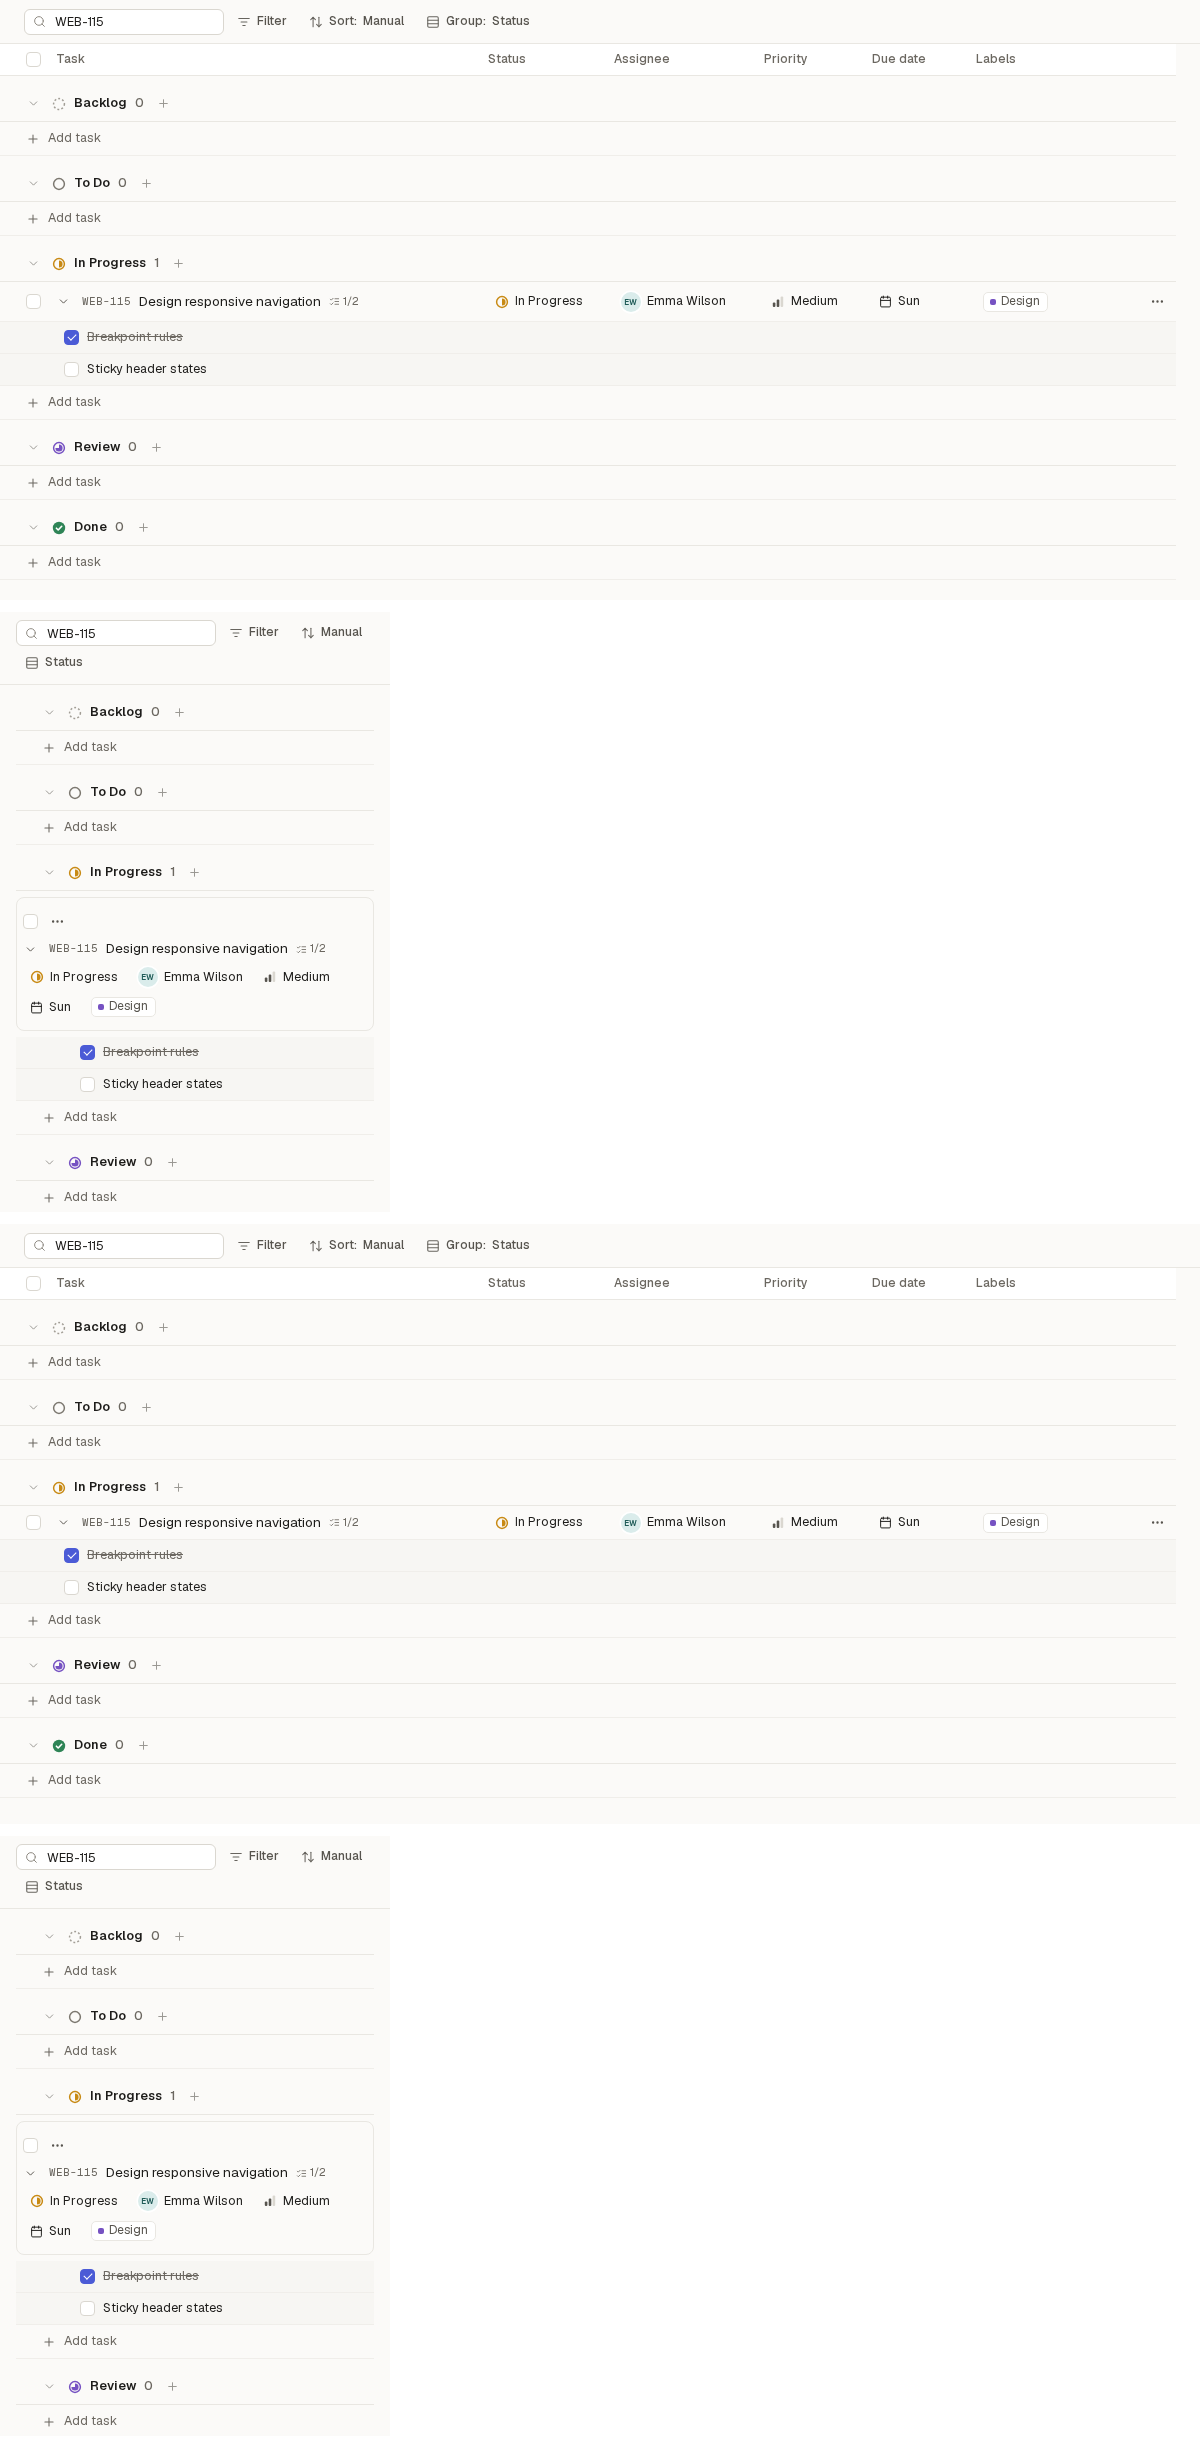 WEB-115 Filter Sort: Manual Group: Status
Task Status Assignee Priority Due date Labels
Backlog 0
Add task
To Do 0
Add task
In Progress 1
WEB-115 Design responsive navigation 1/2 In Progress EW Emma Wilson Medium Sun Design
Breakpoint rules
Sticky header states
Add task
Review 0
Add task
Done 0
Add task
WEB-115 Filter Manual
Status
Backlog 0
Add task
To Do 0
Add task
In Progress 1
WEB-115 Design responsive navigation 1/2
In Progress EW Emma Wilson Medium
Sun Design
Breakpoint rules
Sticky header states
Add task
Review 0
Add task
WEB-115 Filter Sort: Manual Group: Status
Task Status Assignee Priority Due date Labels
Backlog 0
Add task
To Do 0
Add task
In Progress 1
WEB-115 Design responsive navigation 1/2 In Progress EW Emma Wilson Medium Sun Design
Breakpoint rules
Sticky header states
Add task
Review 0
Add task
Done 0
Add task
WEB-115 Filter Manual
Status
Backlog 0
Add task
To Do 0
Add task
In Progress 1
WEB-115 Design responsive navigation 1/2
In Progress EW Emma Wilson Medium
Sun Design
Breakpoint rules
Sticky header states
Add task
Review 0
Add task